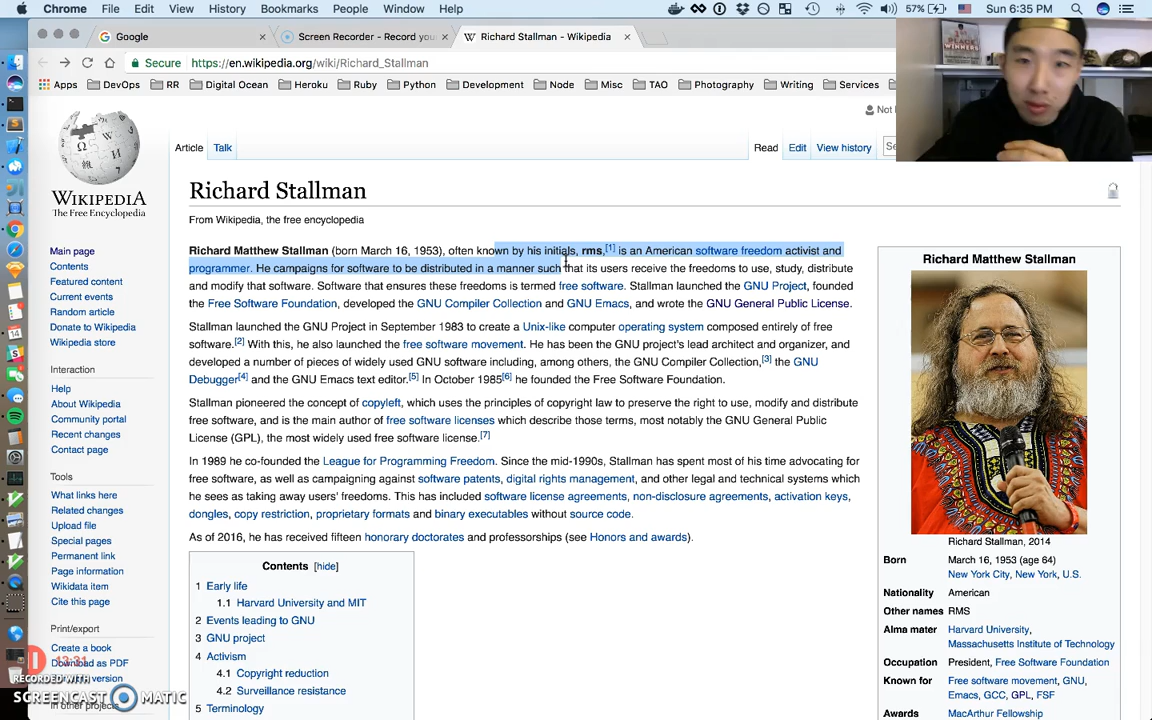 Chrome File Edit View History Bookmarks People Window Help 57% Sun 6:35 PM
Google
Screen Recorder - Record you
Richard Stallman - Wikipedia
Secure https://en.wikipedia.org/wiki/Richard_Stallman
Apps DevOps RR Digital Ocean Heroku Ruby Python Development Node Misc TAO Photography Writing Services
WINNERS
Not
Article Talk Read Edit View history Se
WIKIPEDIA
The Free Encyclopedia
Main page
Contents
Featured content
Current events
Random article
Donate to Wikipedia
Wikipedia store
Interaction
Help
About Wikipedia
Community portal
Recent changes
Contact page
Tools
What links here
Related changes
Upload file
Special pages
Permanent link
Page information
Wikidata item
Cite this page
Print/export
Create a book
Download as PDF
version
In other projects
RECORDED WITH
SCREENCAST MATIC
Richard Stallman
From Wikipedia, the free encyclopedia
Richard Matthew Stallman (born March 16, 1953), often known by his initials, rms,[1] is an American software freedom activist and
programmer. He campaigns for software to be distributed in a manner such that its users receive the freedoms to use, study, distribute
and modify that software. Software that ensures these freedoms is termed free software. Stallman launched the GNU Project, founded
the Free Software Foundation, developed the GNU Compiler Collection and GNU Emacs, and wrote the GNU General Public License.
Stallman launched the GNU Project in September 1983 to create a Unix-like computer operating system composed entirely of free
software.[2] With this, he also launched the free software movement. He has been the GNU project's lead architect and organizer, and
developed a number of pieces of widely used GNU software including, among others, the GNU Compiler Collection,[3] the GNU
Debugger[4] and the GNU Emacs text editor.[5] In October 1985[6] he founded the Free Software Foundation.
Stallman pioneered the concept of copyleft, which uses the principles of copyright law to preserve the right to use, modify and distribute
free software, and is the main author of free software licenses which describe those terms, most notably the GNU General Public
License (GPL), the most widely used free software license.[7]
In 1989 he co-founded the League for Programming Freedom. Since the mid-1990s, Stallman has spent most of his time advocating for
free software, as well as campaigning against software patents, digital rights management, and other legal and technical systems which
he sees as taking away users' freedoms. This has included software license agreements, non-disclosure agreements, activation keys,
dongles, copy restriction, proprietary formats and binary executables without source code.
As of 2016, he has received fifteen honorary doctorates and professorships (see Honors and awards).
Contents [hide]
1 Early life
1.1 Harvard University and MIT
2 Events leading to GNU
3 GNU project
4 Activism
4.1 Copyright reduction
4.2 Surveillance resistance
5 Terminology
Richard Matthew Stallman
Richard Stallman, 2014
Born March 16, 1953 (age 64)
New York City, New York, U.S.
Nationality American
Other names RMS
Alma mater Harvard University,
Massachusetts Institute of Technology
Occupation President, Free Software Foundation
Known for Free software movement, GNU,
Emacs, GCC, GPL, FSF
Awards MacArthur Fellowship